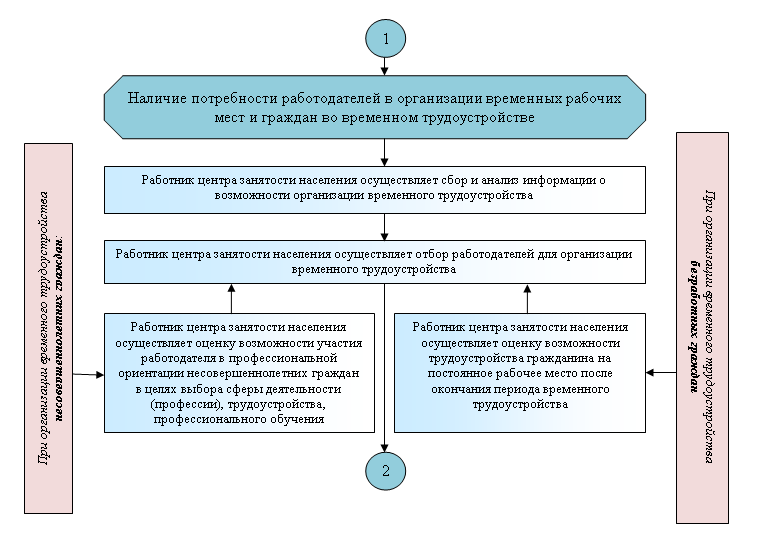 1
Наличие потребности работодателей в организации временных рабочих
мест и граждан во временном трудоустройстве
Работник центра занятости населения осуществляет сбор и анализ информации о
возможности организации временного трудоустройства
Работник центра занятости населения осуществляет отбор работодателей для организации
временного трудоустройства
При организации временного трудоустройства
несовершеннолетних граждан:
Работник центра занятости населения
осуществляет оценку возможности участия
работодателя в профессиональной
ориентации несовершеннолетних граждан
в целях выбора сферы деятельности
(профессии), трудоустройства,
профессионального обучения
Работник центра занятости населения
осуществляет оценку возможности
трудоустройства гражданина на
постоянное рабочее место после
окончания периода временного
трудоустройства
При организации временного трудоустройства
безработных граждан
2